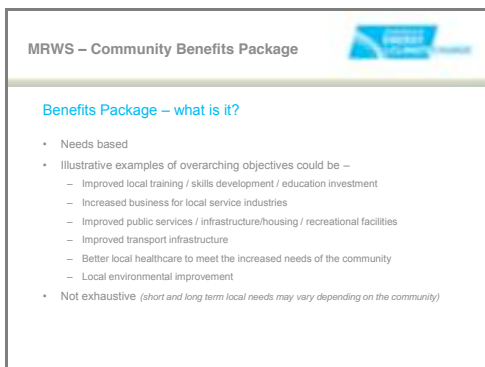 MRWS – Community Benefits Package
Benefits Package – what is it?
• Needs based
• Illustrative examples of overarching objectives could be –
– Improved local training / skills development / education investment
– Increased business for local service industries
– Improved public services / infrastructure/housing / recreational facilities
– Improved transport infrastructure
– Better local healthcare to meet the increased needs of the community
– Local environmental improvement
• Not exhaustive (short and long term local needs may vary depending on the community)